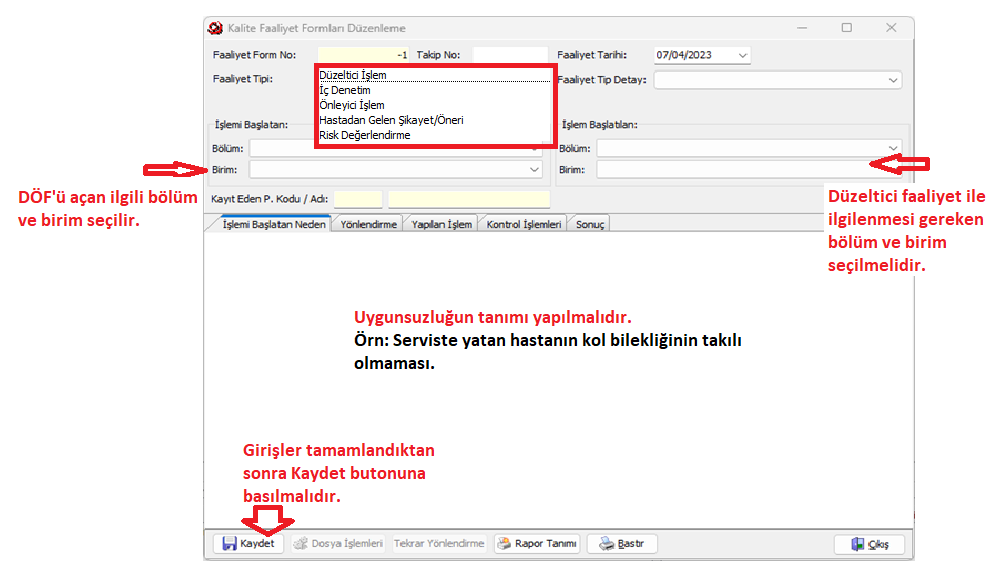 Kalite Faaliyet Formları Düzenleme
Faaliyet Form No: -1 Takip No: Faaliyet Tarihi: 07/04/2023
Faaliyet Tipi: Faaliyet Tip Detay:
Düzeltici İşlem
İç Denetim
Önleyici İşlem
Hastadan Gelen Şikayet/Öneri
Risk Değerlendirme
İşlemi Başlatan: İşlem Başlatılan:
Bölüm: Bölüm:
Birim: Birim:
DÖF'ü açan ilgili bölüm
ve birim seçilir.
Düzeltici faaliyet ile
ilgilenmesi gereken
bölüm ve birim
seçilmelidir.
Kayıt Eden P. Kodu / Adı:
İşlemi Başlatan Neden Yönlendirme Yapılan İşlem Kontrol İşlemleri Sonuç
Uygunsuzluğun tanımı yapılmalıdır.
Örn: Serviste yatan hastanın kol bilekliğinin takılı
olmaması.
Girişler tamamlandıktan
sonra Kaydet butonuna
basılmalıdır.
Kaydet Dosya İşlemleri Tekrar Yönlendirme Rapor Tanımı Bastır Çıkış